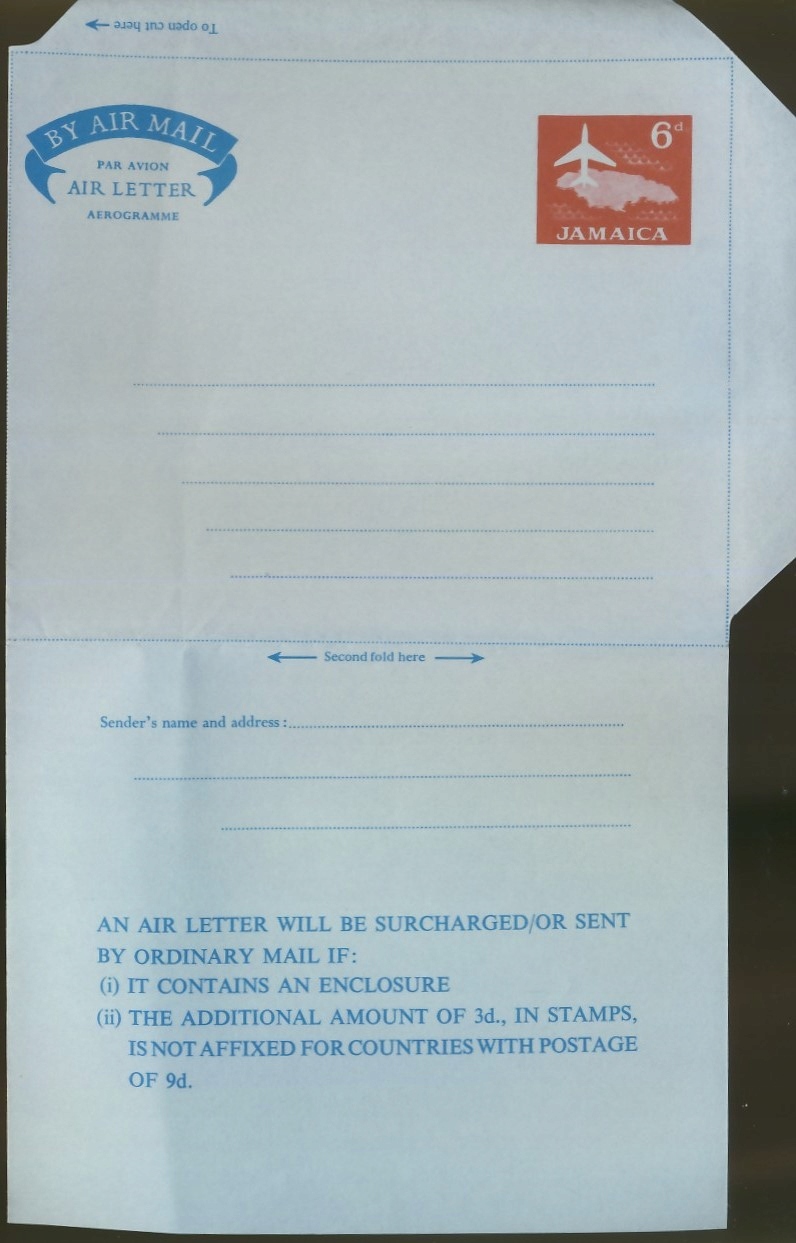 To open cut here
BY AIR MAIL
PAR AVION
AIR LETTER
AEROGRAMME
6d
JAMAICA
Second fold here
Sender's name and address:
AN AIR LETTER WILL BE SURCHARGED/OR SENT
BY ORDINARY MAIL IF:
(i) IT CONTAINS AN ENCLOSURE
(ii) THE ADDITIONAL AMOUNT OF 3d., IN STAMPS,
IS NOT AFFIXED FOR COUNTRIES WITH POSTAGE
OF 9d.